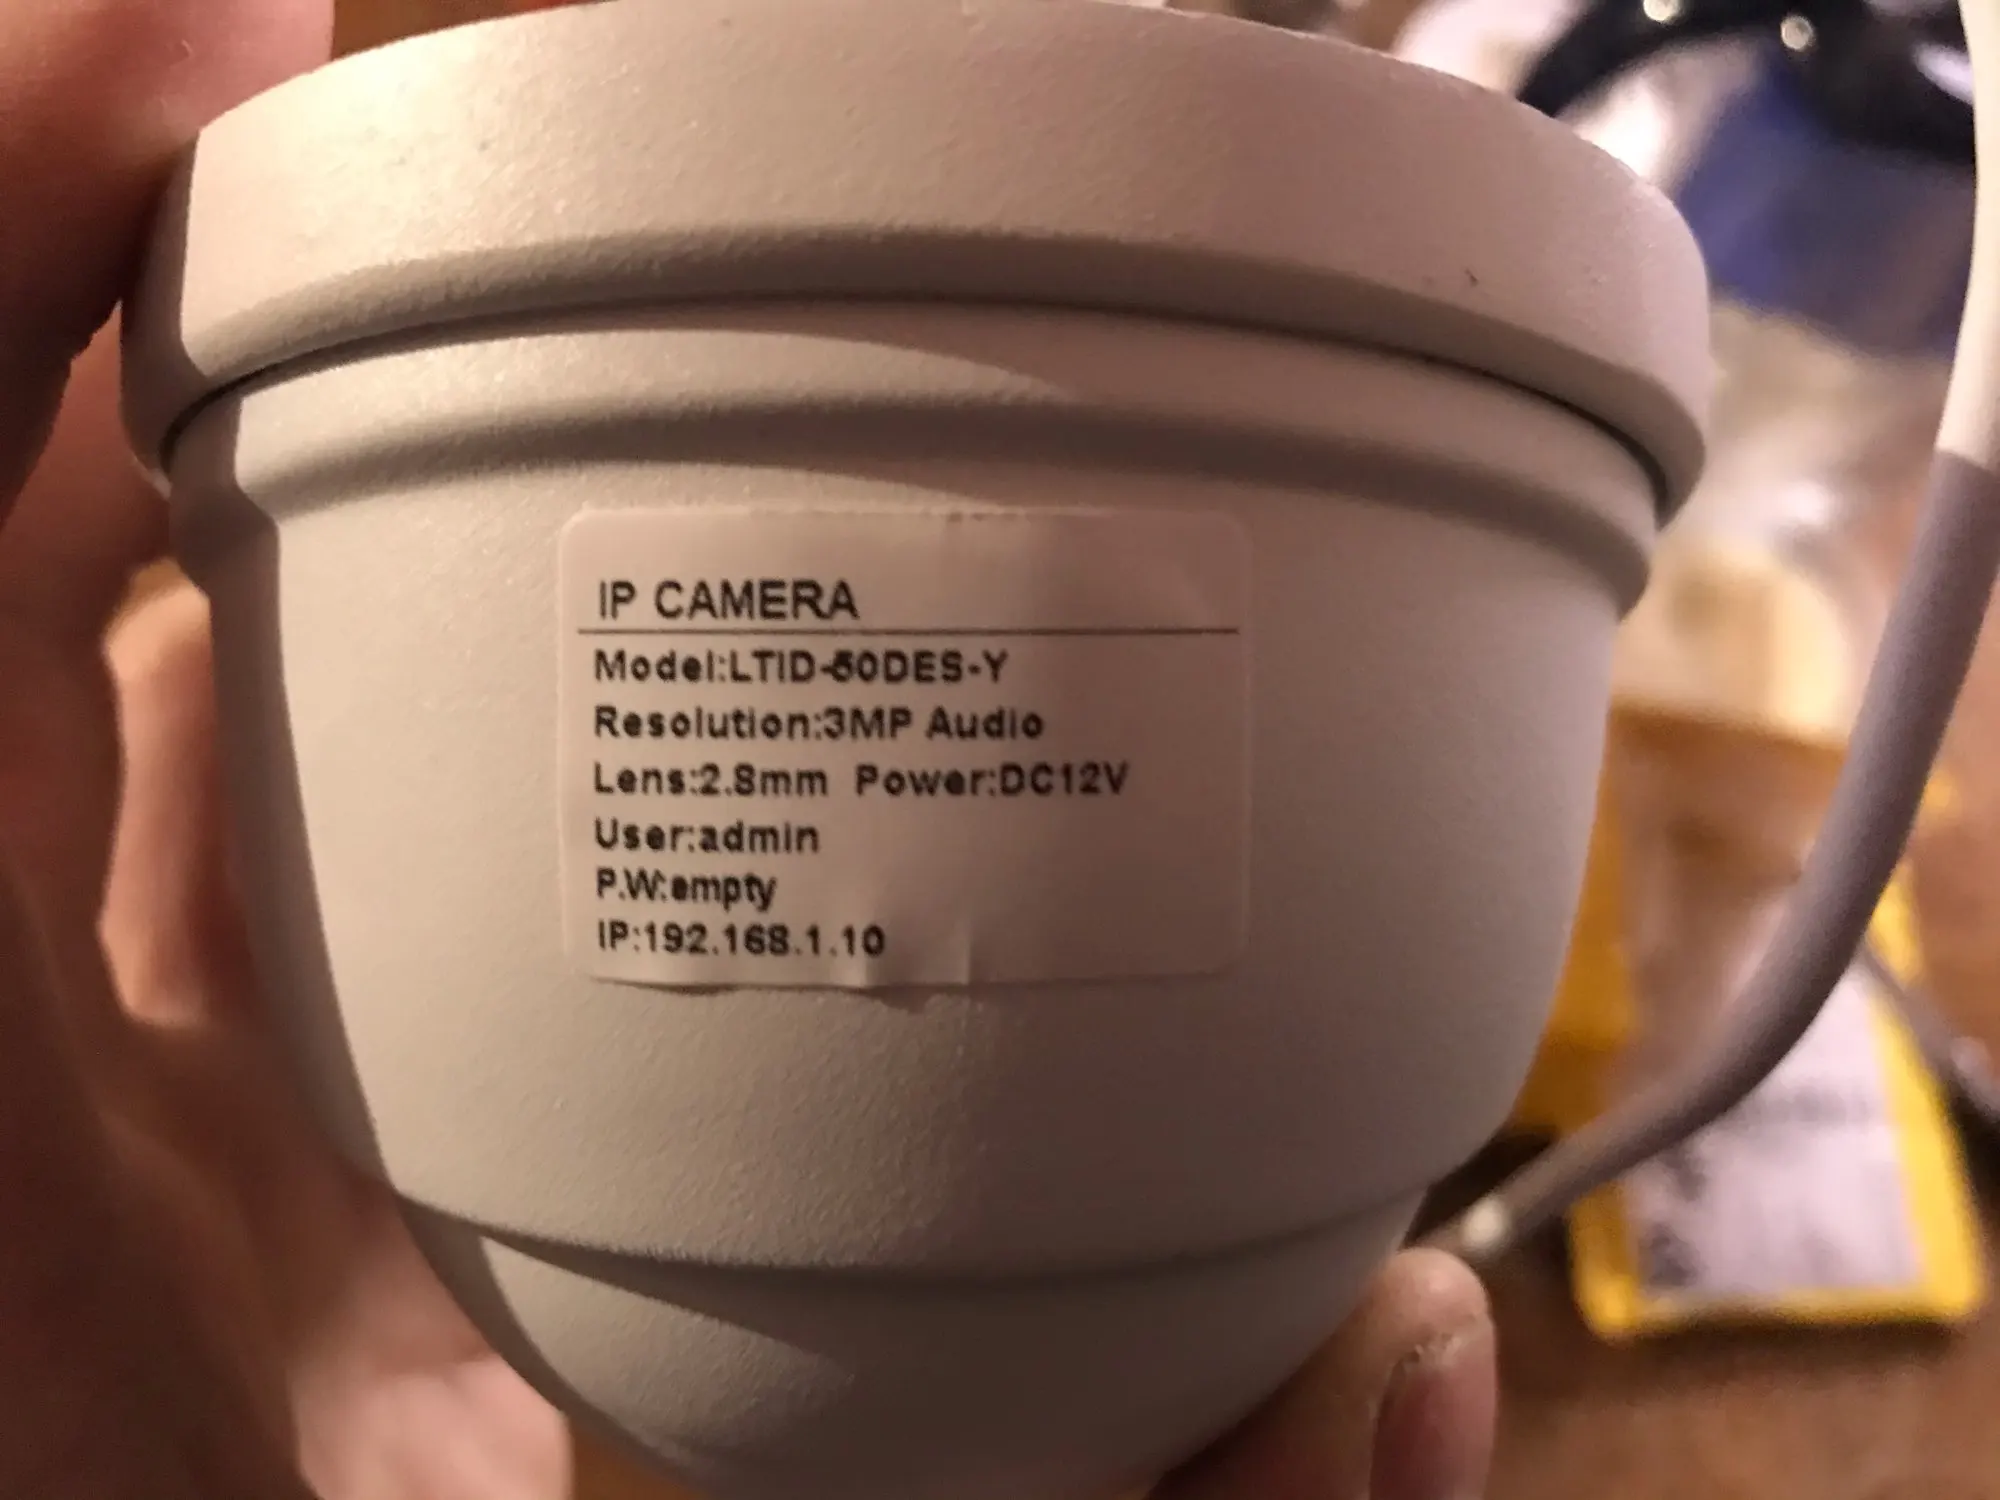 IP CAMERA
Model:LTID-50DES-Y
Resolution:3MP Audio
Lens:2.8mm Power:DC12V
User:admin
P.W:empty
IP:192.168.1.10